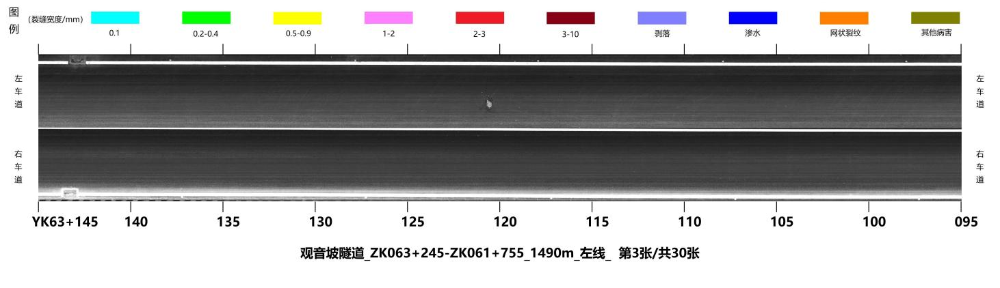 图例
(裂缝宽度/mm)
0.1 0.2-0.4 0.5-0.9 1-2 2-3 3-10 剥落 渗水 网状裂纹 其他病害
左车道
左车道
右车道
右车道
YK63+145 140 135 130 125 120 115 110 105 100 095
观音坡隧道_ZK063+245-ZK061+755_1490m_左线_ 第3张/共30张